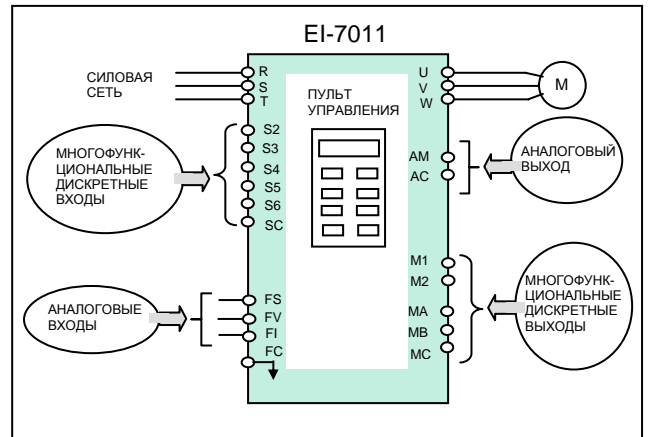 EI-7011
СИЛОВАЯ
СЕТЬ
R
S
T
ПУЛЬТ
УПРАВЛЕНИЯ
U
V
W
M
МНОГОФУНК-
ЦИОНАЛЬНЫЕ
ДИСКРЕТНЫЕ
ВХОДЫ
S2
S3
S4
S5
S6
SC
AM
AC
АНАЛОГОВЫЙ
ВЫХОД
M1
M2
MA
MB
MC
МНОГОФУНК-
ЦИОНАЛЬНЫЕ
ДИСКРЕТНЫЕ
ВЫХОДЫ
АНАЛОГОВЫЕ
ВХОДЫ
FS
FV
FI
FC